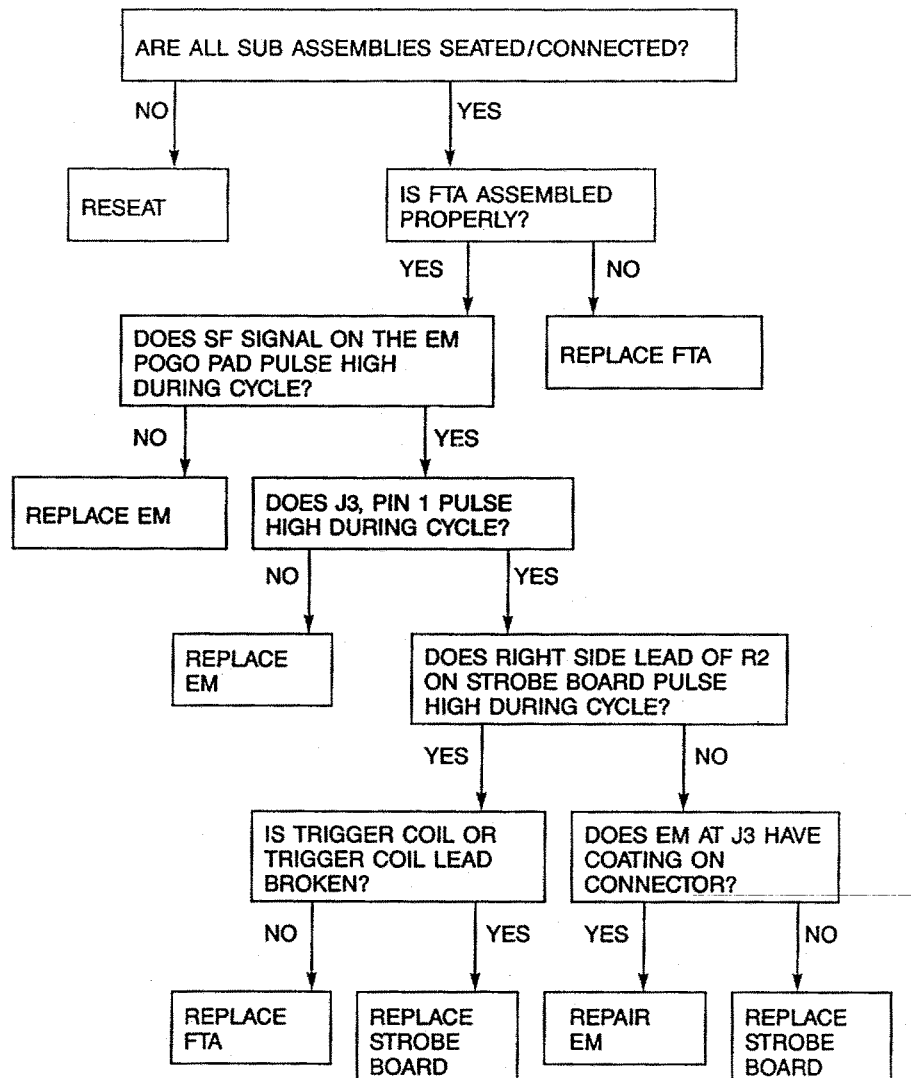 ARE ALL SUB ASSEMBLIES SEATED/CONNECTED?
NO
YES
RESEAT
IS FTA ASSEMBLED
PROPERLY?
YES
NO
DOES SF SIGNAL ON THE EM
POGO PAD PULSE HIGH
DURING CYCLE?
REPLACE FTA
NO
YES
REPLACE EM
DOES J3, PIN 1 PULSE
HIGH DURING CYCLE?
NO
YES
REPLACE
EM
DOES RIGHT SIDE LEAD OF R2
ON STROBE BOARD PULSE
HIGH DURING CYCLE?
YES
NO
IS TRIGGER COIL OR
TRIGGER COIL LEAD
BROKEN?
DOES EM AT J3 HAVE
COATING ON
CONNECTOR?
NO
YES
YES
NO
REPLACE
FTA
REPLACE
STROBE
BOARD
REPAIR
EM
REPLACE
STROBE
BOARD